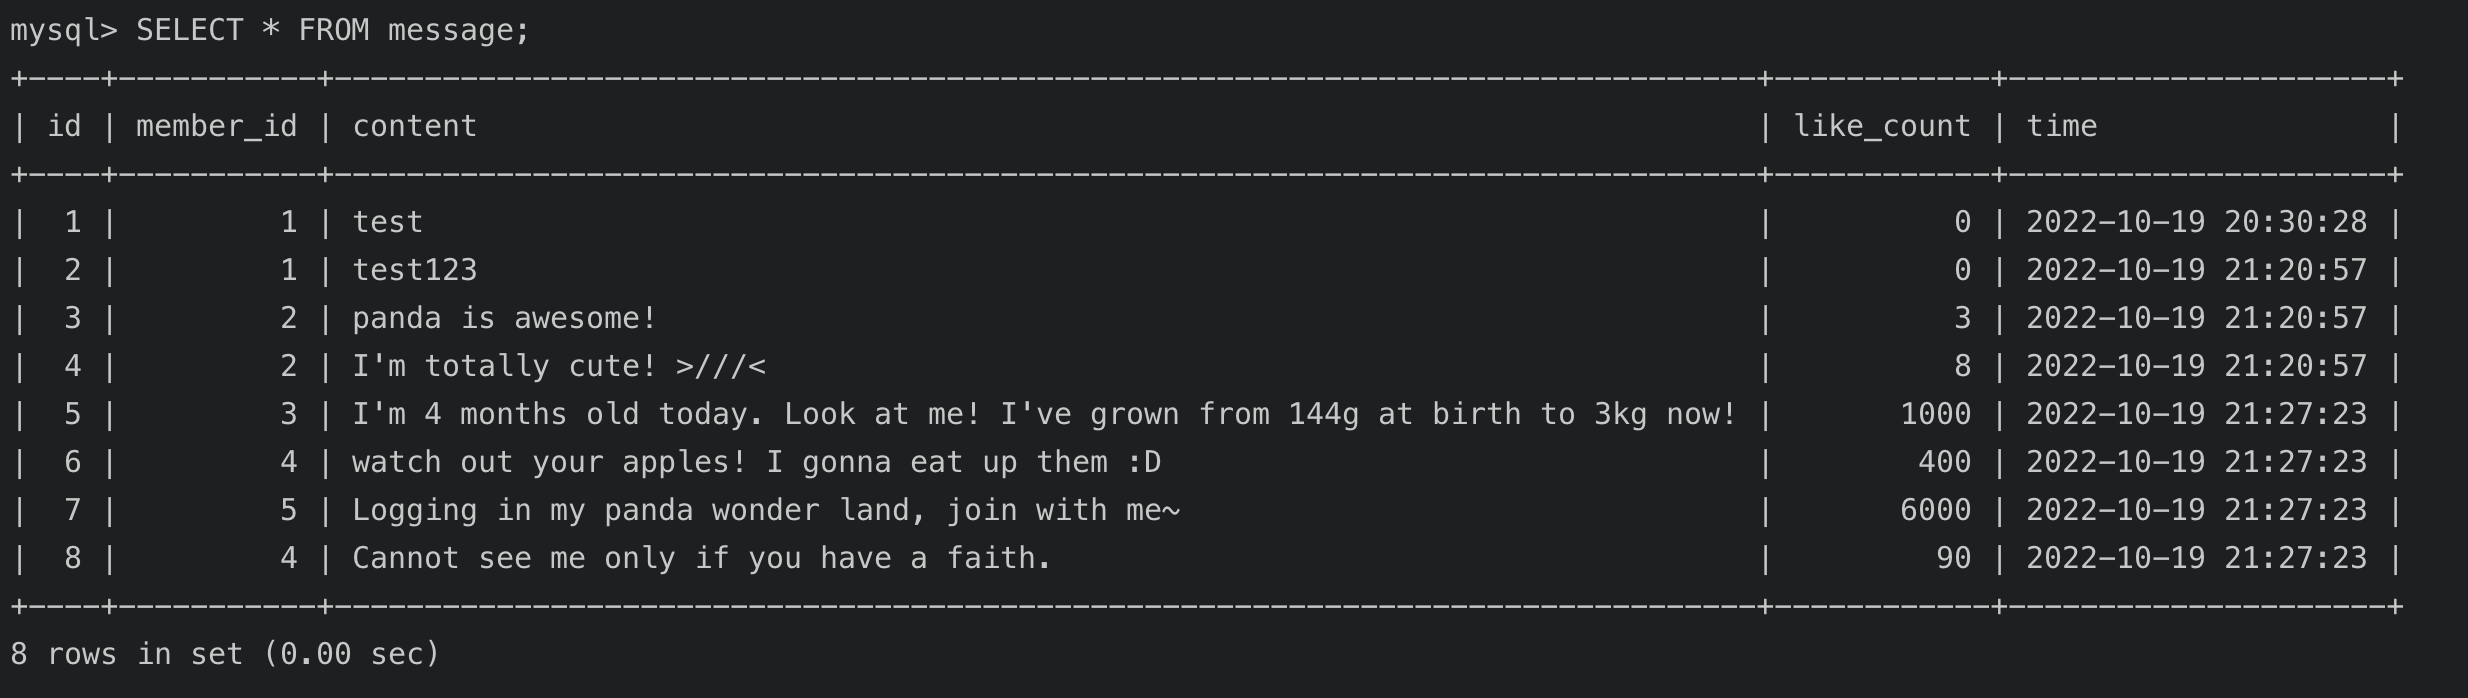 mysql> SELECT * FROM message;
+----+-----------+-------------------------------------------------------------------------------+------------+---------------------+
| id | member_id | content                                                                       | like_count | time                |
+----+-----------+-------------------------------------------------------------------------------+------------+---------------------+
|  1 |         1 | test                                                                          |          0 | 2022-10-19 20:30:28 |
|  2 |         1 | test123                                                                       |          0 | 2022-10-19 21:20:57 |
|  3 |         2 | panda is awesome!                                                             |          3 | 2022-10-19 21:20:57 |
|  4 |         2 | I'm totally cute! >///<                                                       |          8 | 2022-10-19 21:20:57 |
|  5 |         3 | I'm 4 months old today. Look at me! I've grown from 144g at birth to 3kg now! |       1000 | 2022-10-19 21:27:23 |
|  6 |         4 | watch out your apples! I gonna eat up them :D                                 |        400 | 2022-10-19 21:27:23 |
|  7 |         5 | Logging in my panda wonder land, join with me~                                |       6000 | 2022-10-19 21:27:23 |
|  8 |         4 | Cannot see me only if you have a faith.                                       |         90 | 2022-10-19 21:27:23 |
+----+-----------+-------------------------------------------------------------------------------+------------+---------------------+
8 rows in set (0.00 sec)